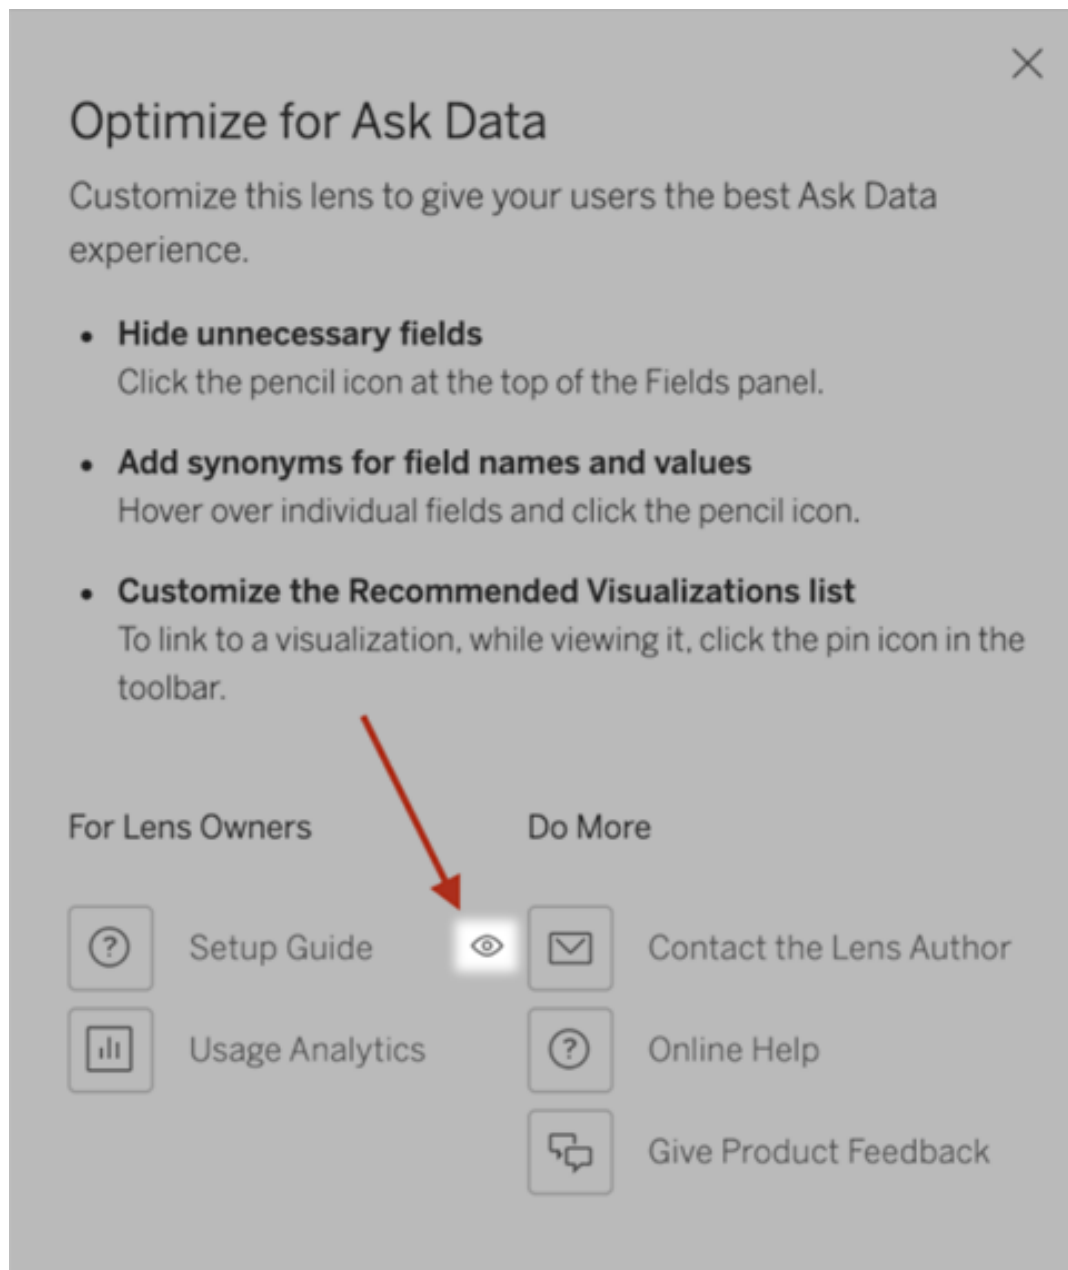 Optimize for Ask Data
Customize this lens to give your users the best Ask Data
experience.
• Hide unnecessary fields
Click the pencil icon at the top of the Fields panel.
• Add synonyms for field names and values
Hover over individual fields and click the pencil icon.
• Customize the Recommended Visualizations list
To link to a visualization, while viewing it, click the pin icon in the
toolbar.
For Lens Owners
Setup Guide
Usage Analytics
Do More
Contact the Lens Author
Online Help
Give Product Feedback